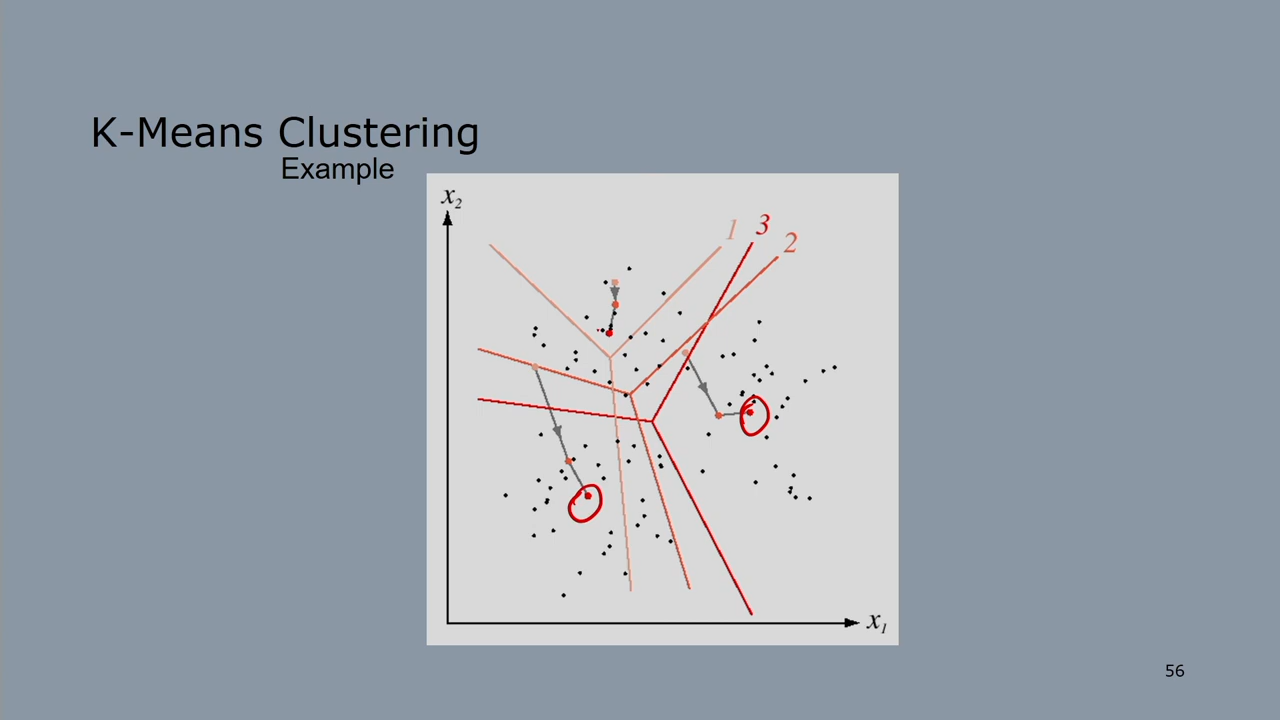 K-Means Clustering
Example
x₂
1
3
2
x₁
56